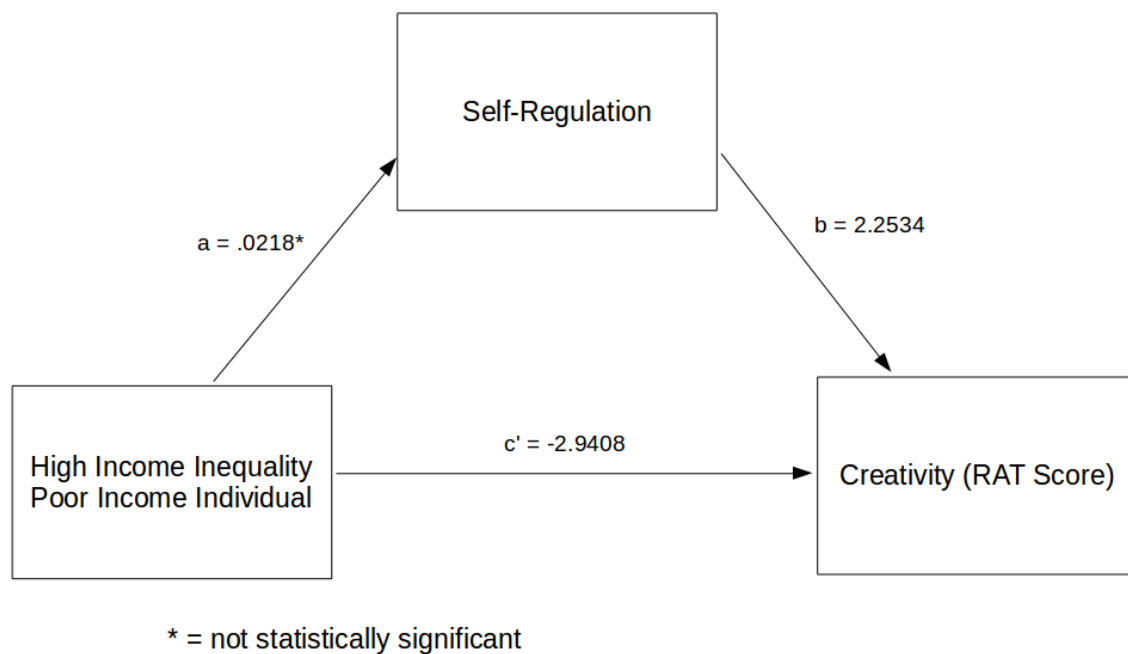 Self-Regulation
a = .0218*
b = 2.2534
c' = -2.9408
High Income Inequality
Poor Income Individual
Creativity (RAT Score)
* = not statistically significant